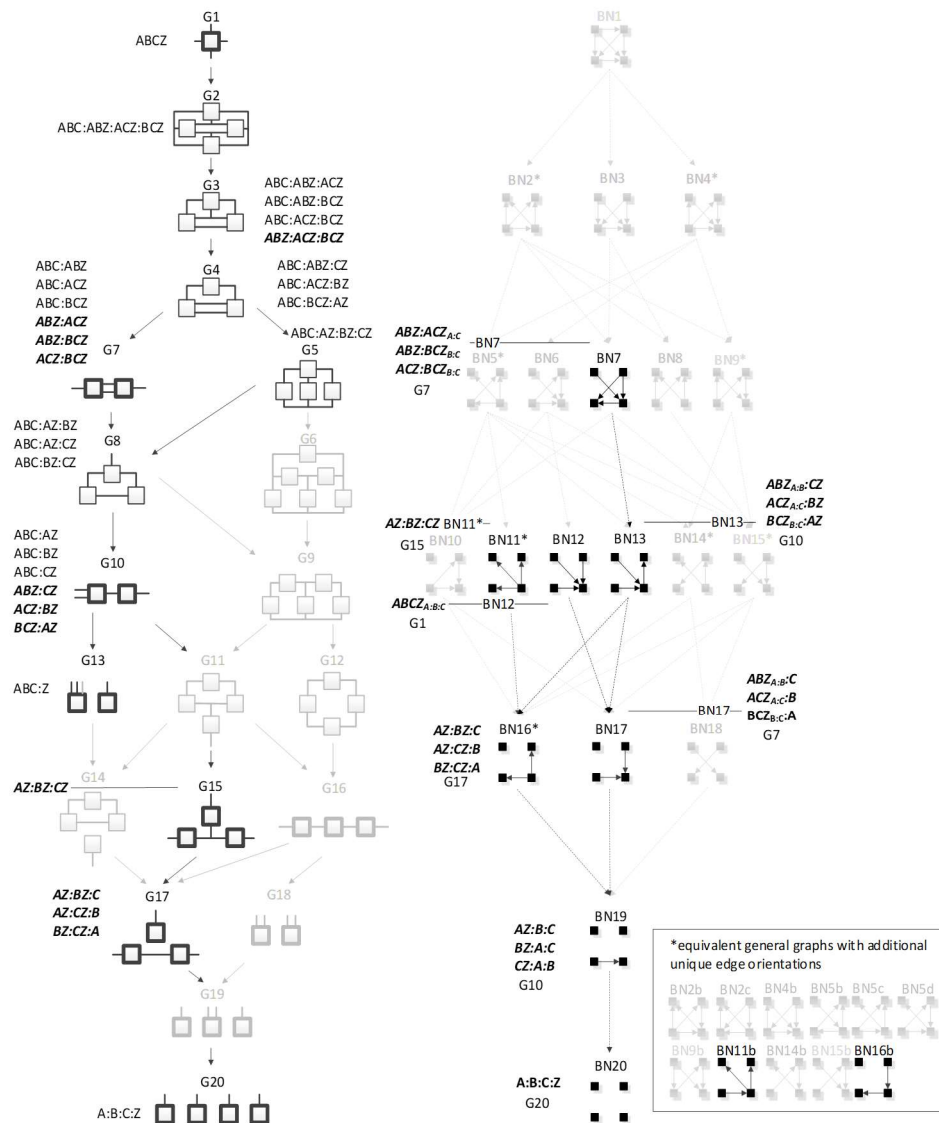 G1
ABCZ
G2
ABC:ABZ:ACZ:BCZ
G3
ABC:ABZ:ACZ
ABC:ABZ:BCZ
ABC:ACZ:BCZ
ABZ:ACZ:BCZ
G4
ABC:ABZ:CZ
ABC:ACZ:BZ
ABC:BCZ:AZ
ABC:ABZ
ABC:ACZ
ABC:BCZ
ABZ:ACZ
ABZ:BCZ
ACZ:BCZ
G7
ABC:AZ:BZ:CZ
G5
ABC:AZ:BZ
ABC:AZ:CZ
ABC:BZ:CZ
G8
G6
ABC:AZ
ABC:BZ
ABC:CZ
ABZ:CZ
ACZ:BZ
BCZ:AZ
G10
G9
G13
ABC:Z
G11
G12
G14
AZ:BZ:CZ
G15
G16
AZ:BZ:C
AZ:CZ:B
BZ:CZ:A
G17
G18
G19
G20
A:B:C:Z
BN1
BN2*
BN3
BN4*
ABZ:ACZA:C
ABZ:BCZB:C
ACZ:BCZB:C
G7
BN7
BN5*
BN6
BN7
BN8
BN9*
ABZA:B:CZ
ACZA:C:BZ
BCZB:C:AZ
G10
BN13
AZ:BZ:CZ BN11*
G15
BN10
BN11*
BN12
BN13
BN14*
BN15*
ABCZA:B:C
G1
BN12
ABZA:B:C
ACZA:C:B
BCZB:C:A
G7
BN17
AZ:BZ:C
AZ:CZ:B
BZ:CZ:A
G17
BN16*
BN17
BN18
BN19
AZ:B:C
BZ:A:C
CZ:A:B
G10
BN20
A:B:C:Z
G20
*equivalent general graphs with additional
unique edge orientations
BN2b BN2c BN4b BN5b BN5c BN5d
BN9b BN11b BN14b BN15b BN16b